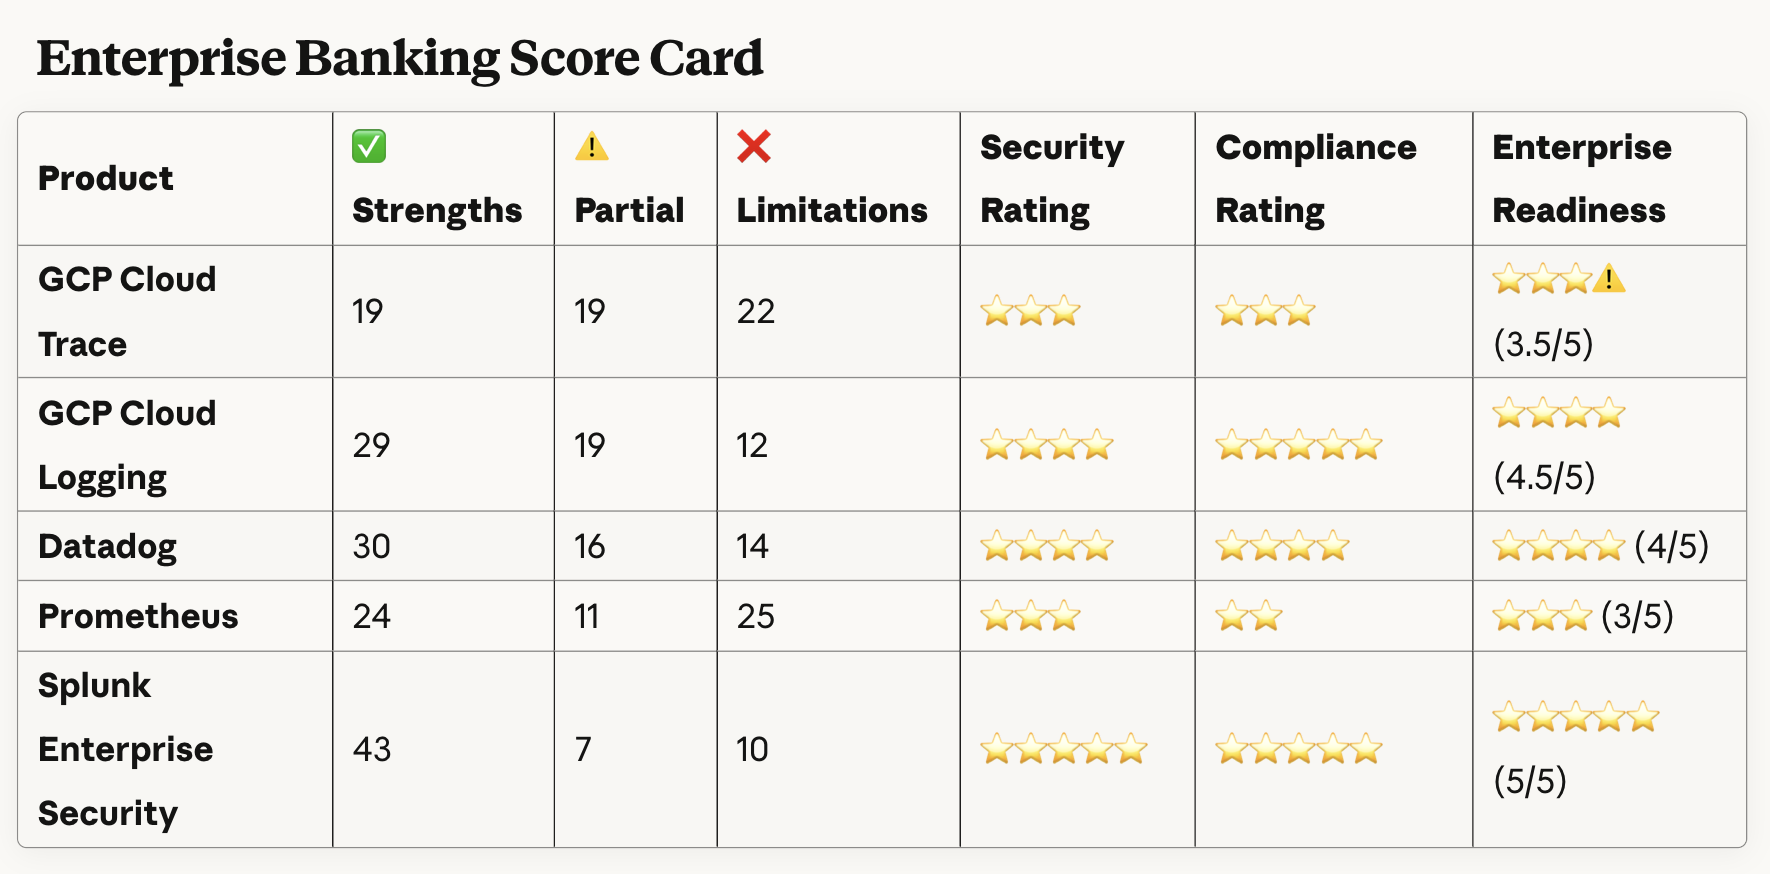 Enterprise Banking Score Card
Product
✅
Strengths
⚠️
Partial
❌
Limitations
Security
Rating
Compliance
Rating
Enterprise
Readiness
GCP Cloud
Trace
19
19
22
⭐⭐⭐
⭐⭐⭐
⭐⭐⭐⚠️
(3.5/5)
GCP Cloud
Logging
29
19
12
⭐⭐⭐⭐
⭐⭐⭐⭐⭐
⭐⭐⭐⭐
(4.5/5)
Datadog
30
16
14
⭐⭐⭐⭐
⭐⭐⭐⭐
⭐⭐⭐⭐ (4/5)
Prometheus
24
11
25
⭐⭐⭐
⭐⭐
⭐⭐⭐ (3/5)
Splunk
Enterprise
Security
43
7
10
⭐⭐⭐⭐⭐
⭐⭐⭐⭐⭐
⭐⭐⭐⭐⭐
(5/5)